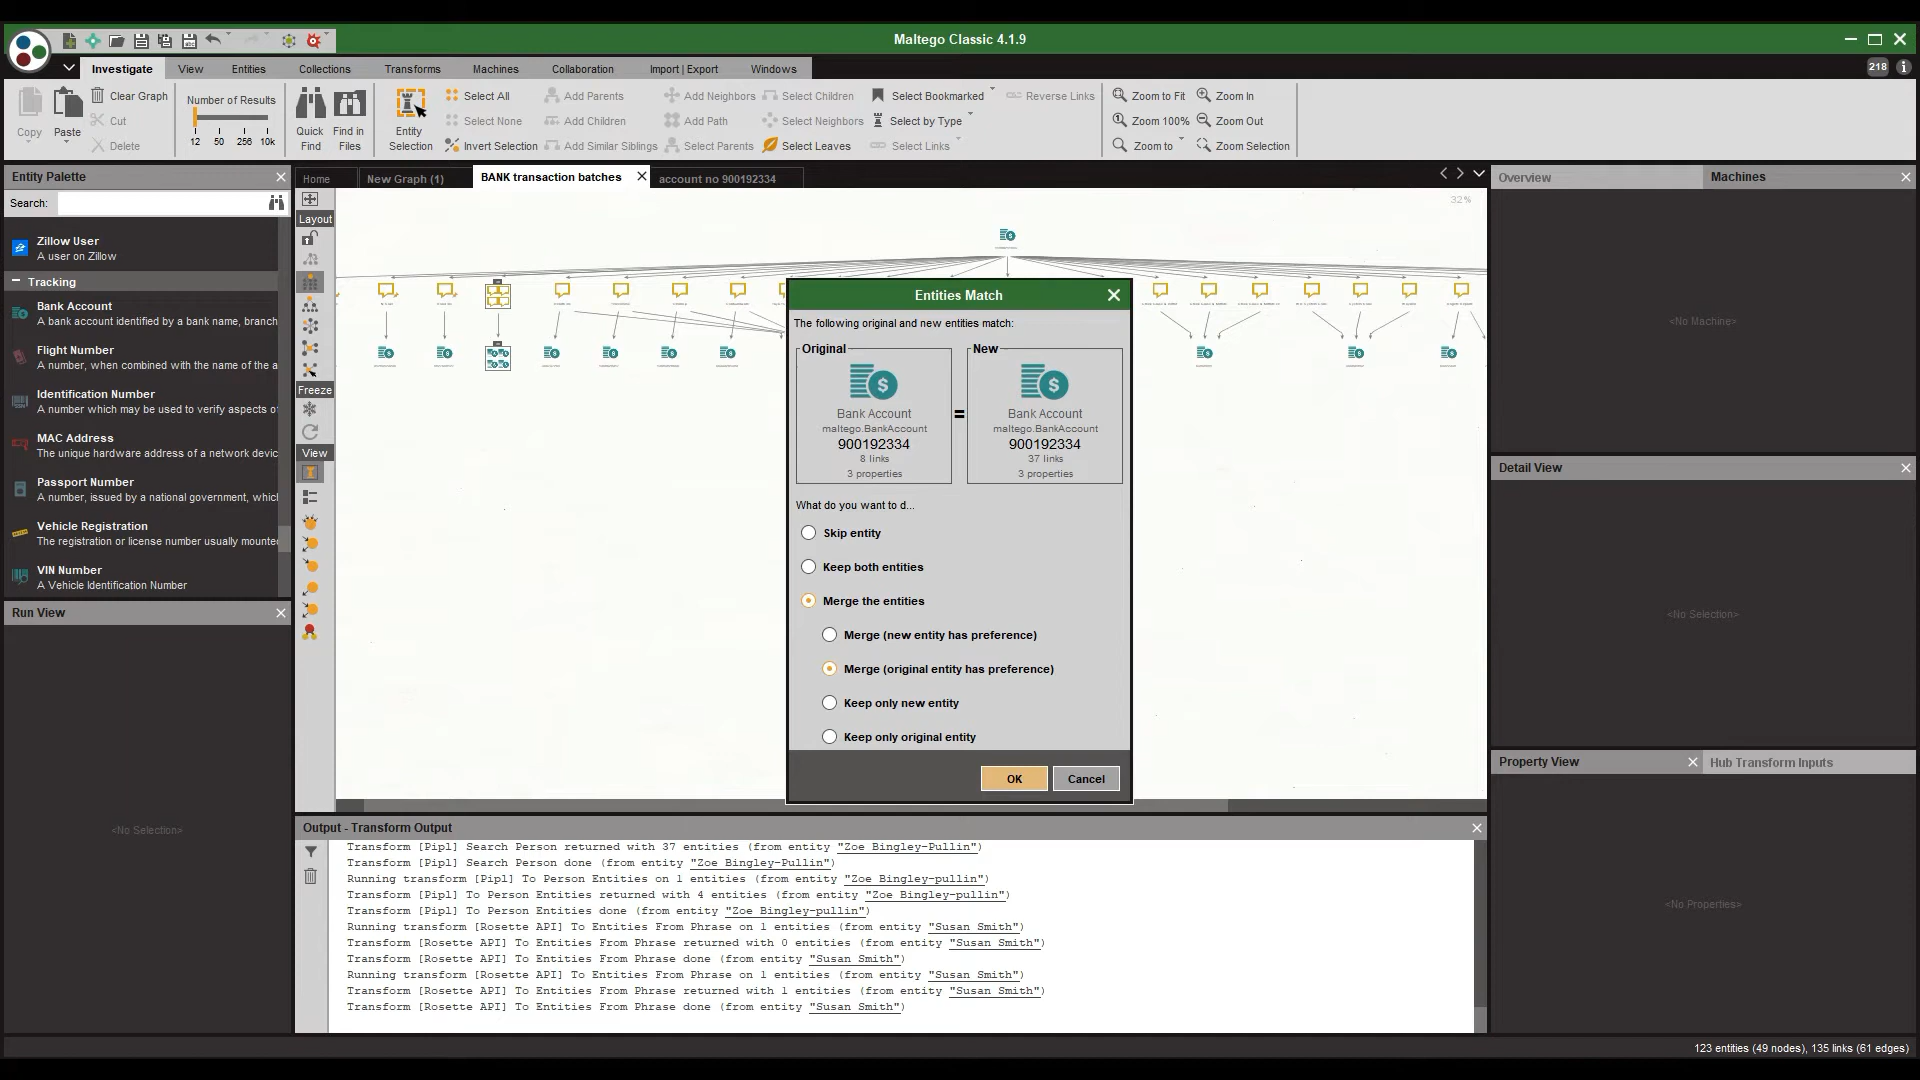 Maltego Classic 4.1.9
Investigate View Entities Collections Transforms Machines Collaboration Import | Export Windows
218
Copy
Paste
Clear Graph
Cut
Delete
Number of Results
12 50 256 10k
Quick Find
Find in Files
Entity Selection
Select All
Select None
Invert Selection
Add Parents
Add Children
Add Similar Siblings
Add Neighbors
Add Path
Select Parents
Select Children
Select Neighbors
Select Leaves
Select Bookmarked
Select by Type
Select Links
Reverse Links
Zoom to Fit
Zoom 100%
Zoom to
Zoom In
Zoom Out
Zoom Selection
Entity Palette
Search:
Zillow User
A user on Zillow
Tracking
Bank Account
A bank account identified by a bank name, branch
Flight Number
A number, when combined with the name of the a
Identification Number
A number which may be used to verify aspects o
MAC Address
The unique hardware address of a network devic
Passport Number
A number, issued by a national government, whic
Vehicle Registration
The registration or license number usually mounte
VIN Number
A Vehicle Identification Number
Run View
<No Selection>
Home New Graph (1) BANK transaction batches account no 900192334
Layout
Freeze
View
32%
Entities Match
The following original and new entities match:
Original
Bank Account
maltego.BankAccount
900192334
8 links
3 properties
=
New
Bank Account
maltego.BankAccount
900192334
37 links
3 properties
What do you want to d...
Skip entity
Keep both entities
Merge the entities
Merge (new entity has preference)
Merge (original entity has preference)
Keep only new entity
Keep only original entity
OK Cancel
Output - Transform Output
Transform [Pipl] Search Person returned with 37 entities (from entity "Zoe Bingley-Pullin")
Transform [Pipl] Search Person done (from entity "Zoe Bingley-Pullin")
Running transform [Pipl] To Person Entities on 1 entities (from entity "Zoe Bingley-pullin")
Transform [Pipl] To Person Entities returned with 4 entities (from entity "Zoe Bingley-pullin")
Transform [Pipl] To Person Entities done (from entity "Zoe Bingley-pullin")
Running transform [Rosette API] To Entities From Phrase on 1 entities (from entity "Susan Smith")
Transform [Rosette API] To Entities From Phrase returned with 0 entities (from entity "Susan Smith")
Transform [Rosette API] To Entities From Phrase done (from entity "Susan Smith")
Running transform [Rosette API] To Entities From Phrase on 1 entities (from entity "Susan Smith")
Transform [Rosette API] To Entities From Phrase returned with 1 entities (from entity "Susan Smith")
Transform [Rosette API] To Entities From Phrase done (from entity "Susan Smith")
Overview Machines
<No Machine>
Detail View
<No Selection>
Property View Hub Transform Inputs
<No Properties>
123 entities (49 nodes), 135 links (61 edges)